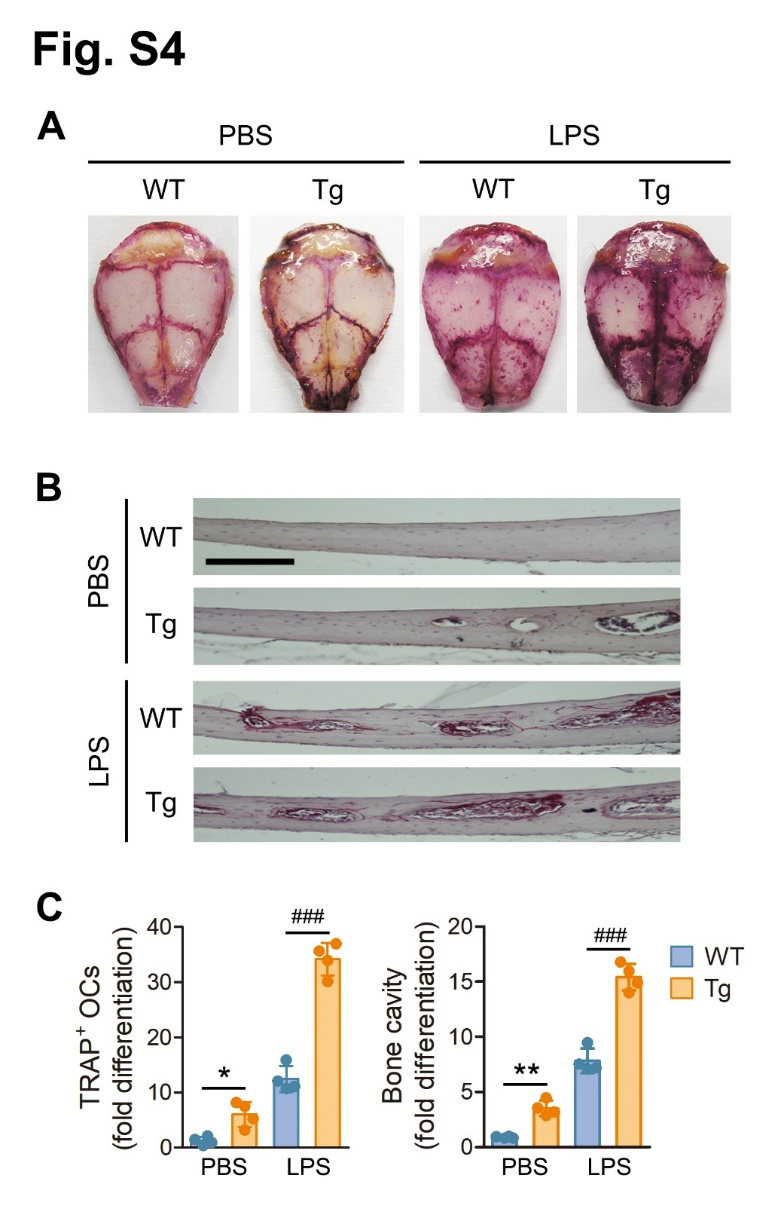 Fig. S4
A
PBS LPS
WT Tg WT Tg
B
PBS
WT
Tg
LPS
WT
Tg
C
TRAP+ OCs
(fold differentiation)
40
30
20
10
0
*
###
PBS LPS
Bone cavity
(fold differentiation)
20
15
10
5
0
**
###
PBS LPS
WT
Tg